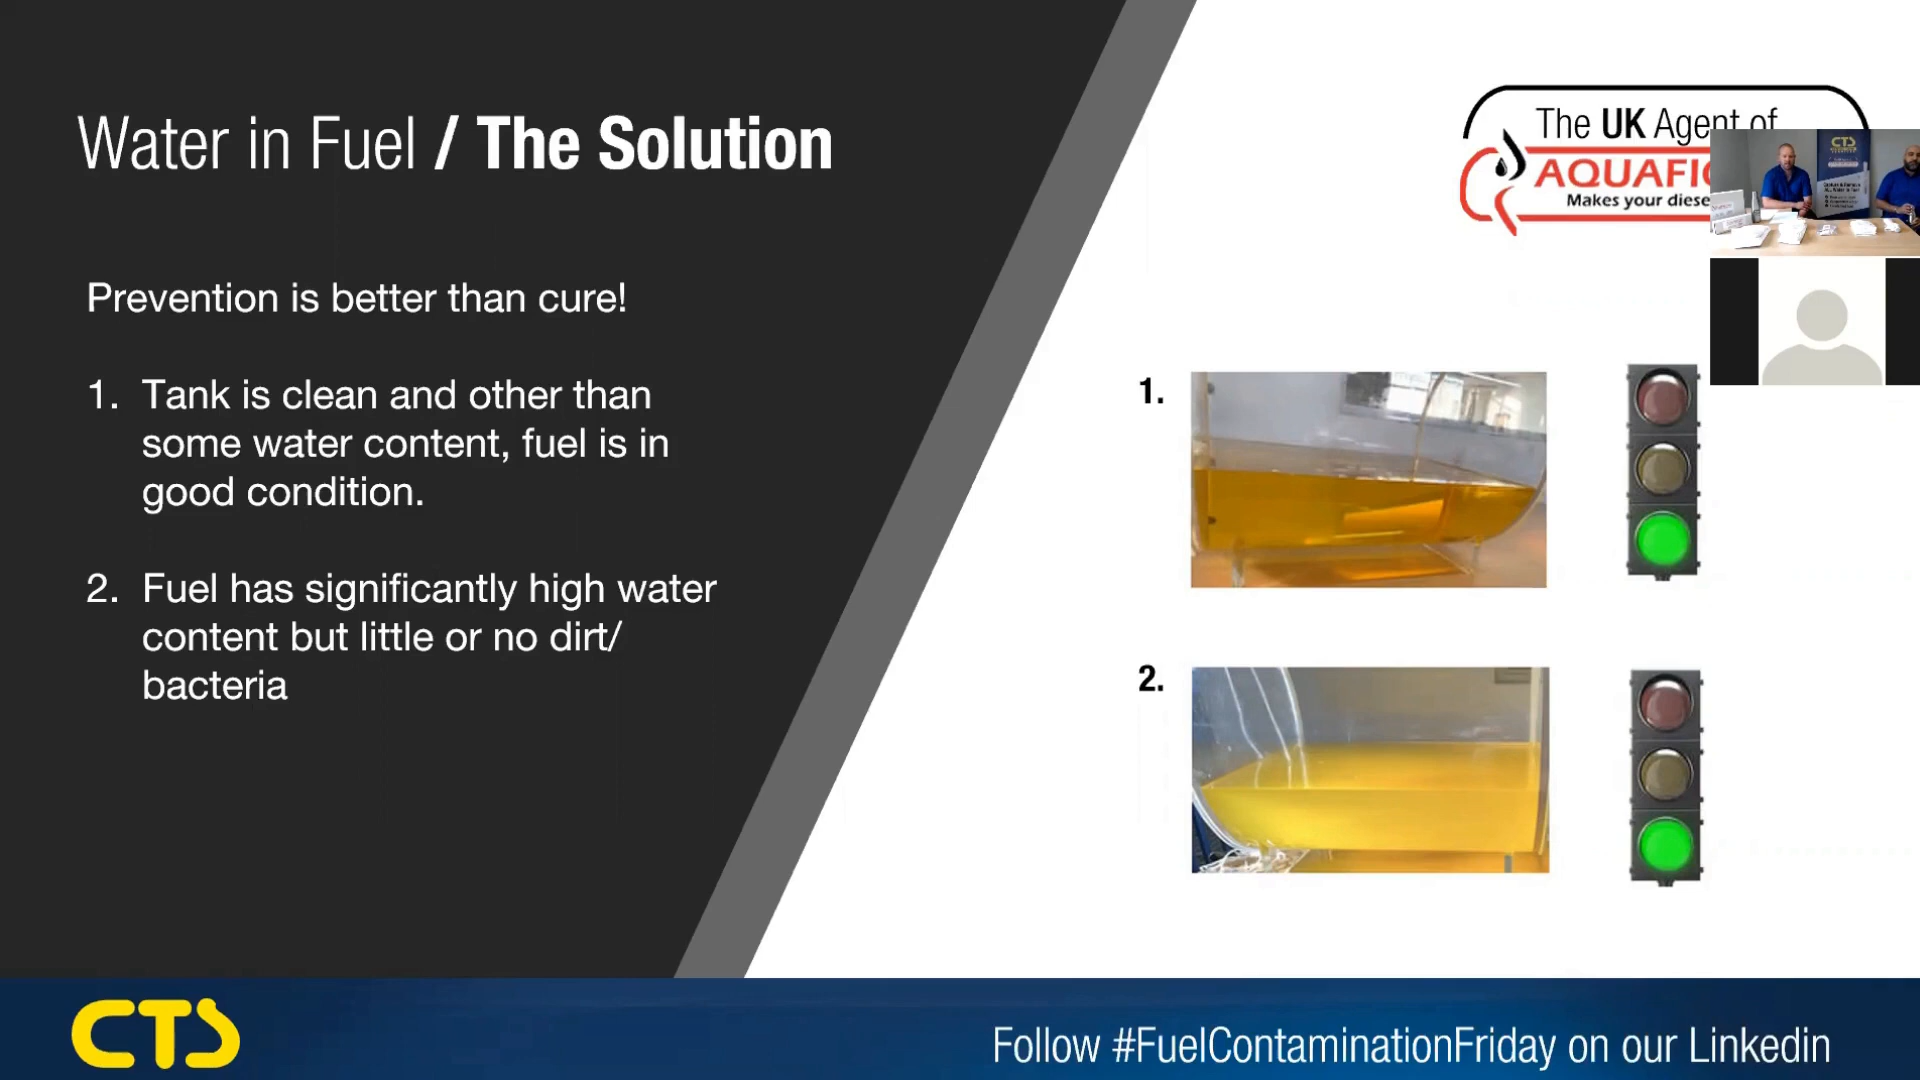 Water in Fuel / The Solution
The UK Agent of
Makes your
Prevention is better than cure!
1. Tank is clean and other than
some water content, fuel is in
good condition.
2. Fuel has significantly high water
content but little or no dirt/
bacteria
1.
2.
CTS
CTS
Follow #FuelContaminationFriday on our Linkedin